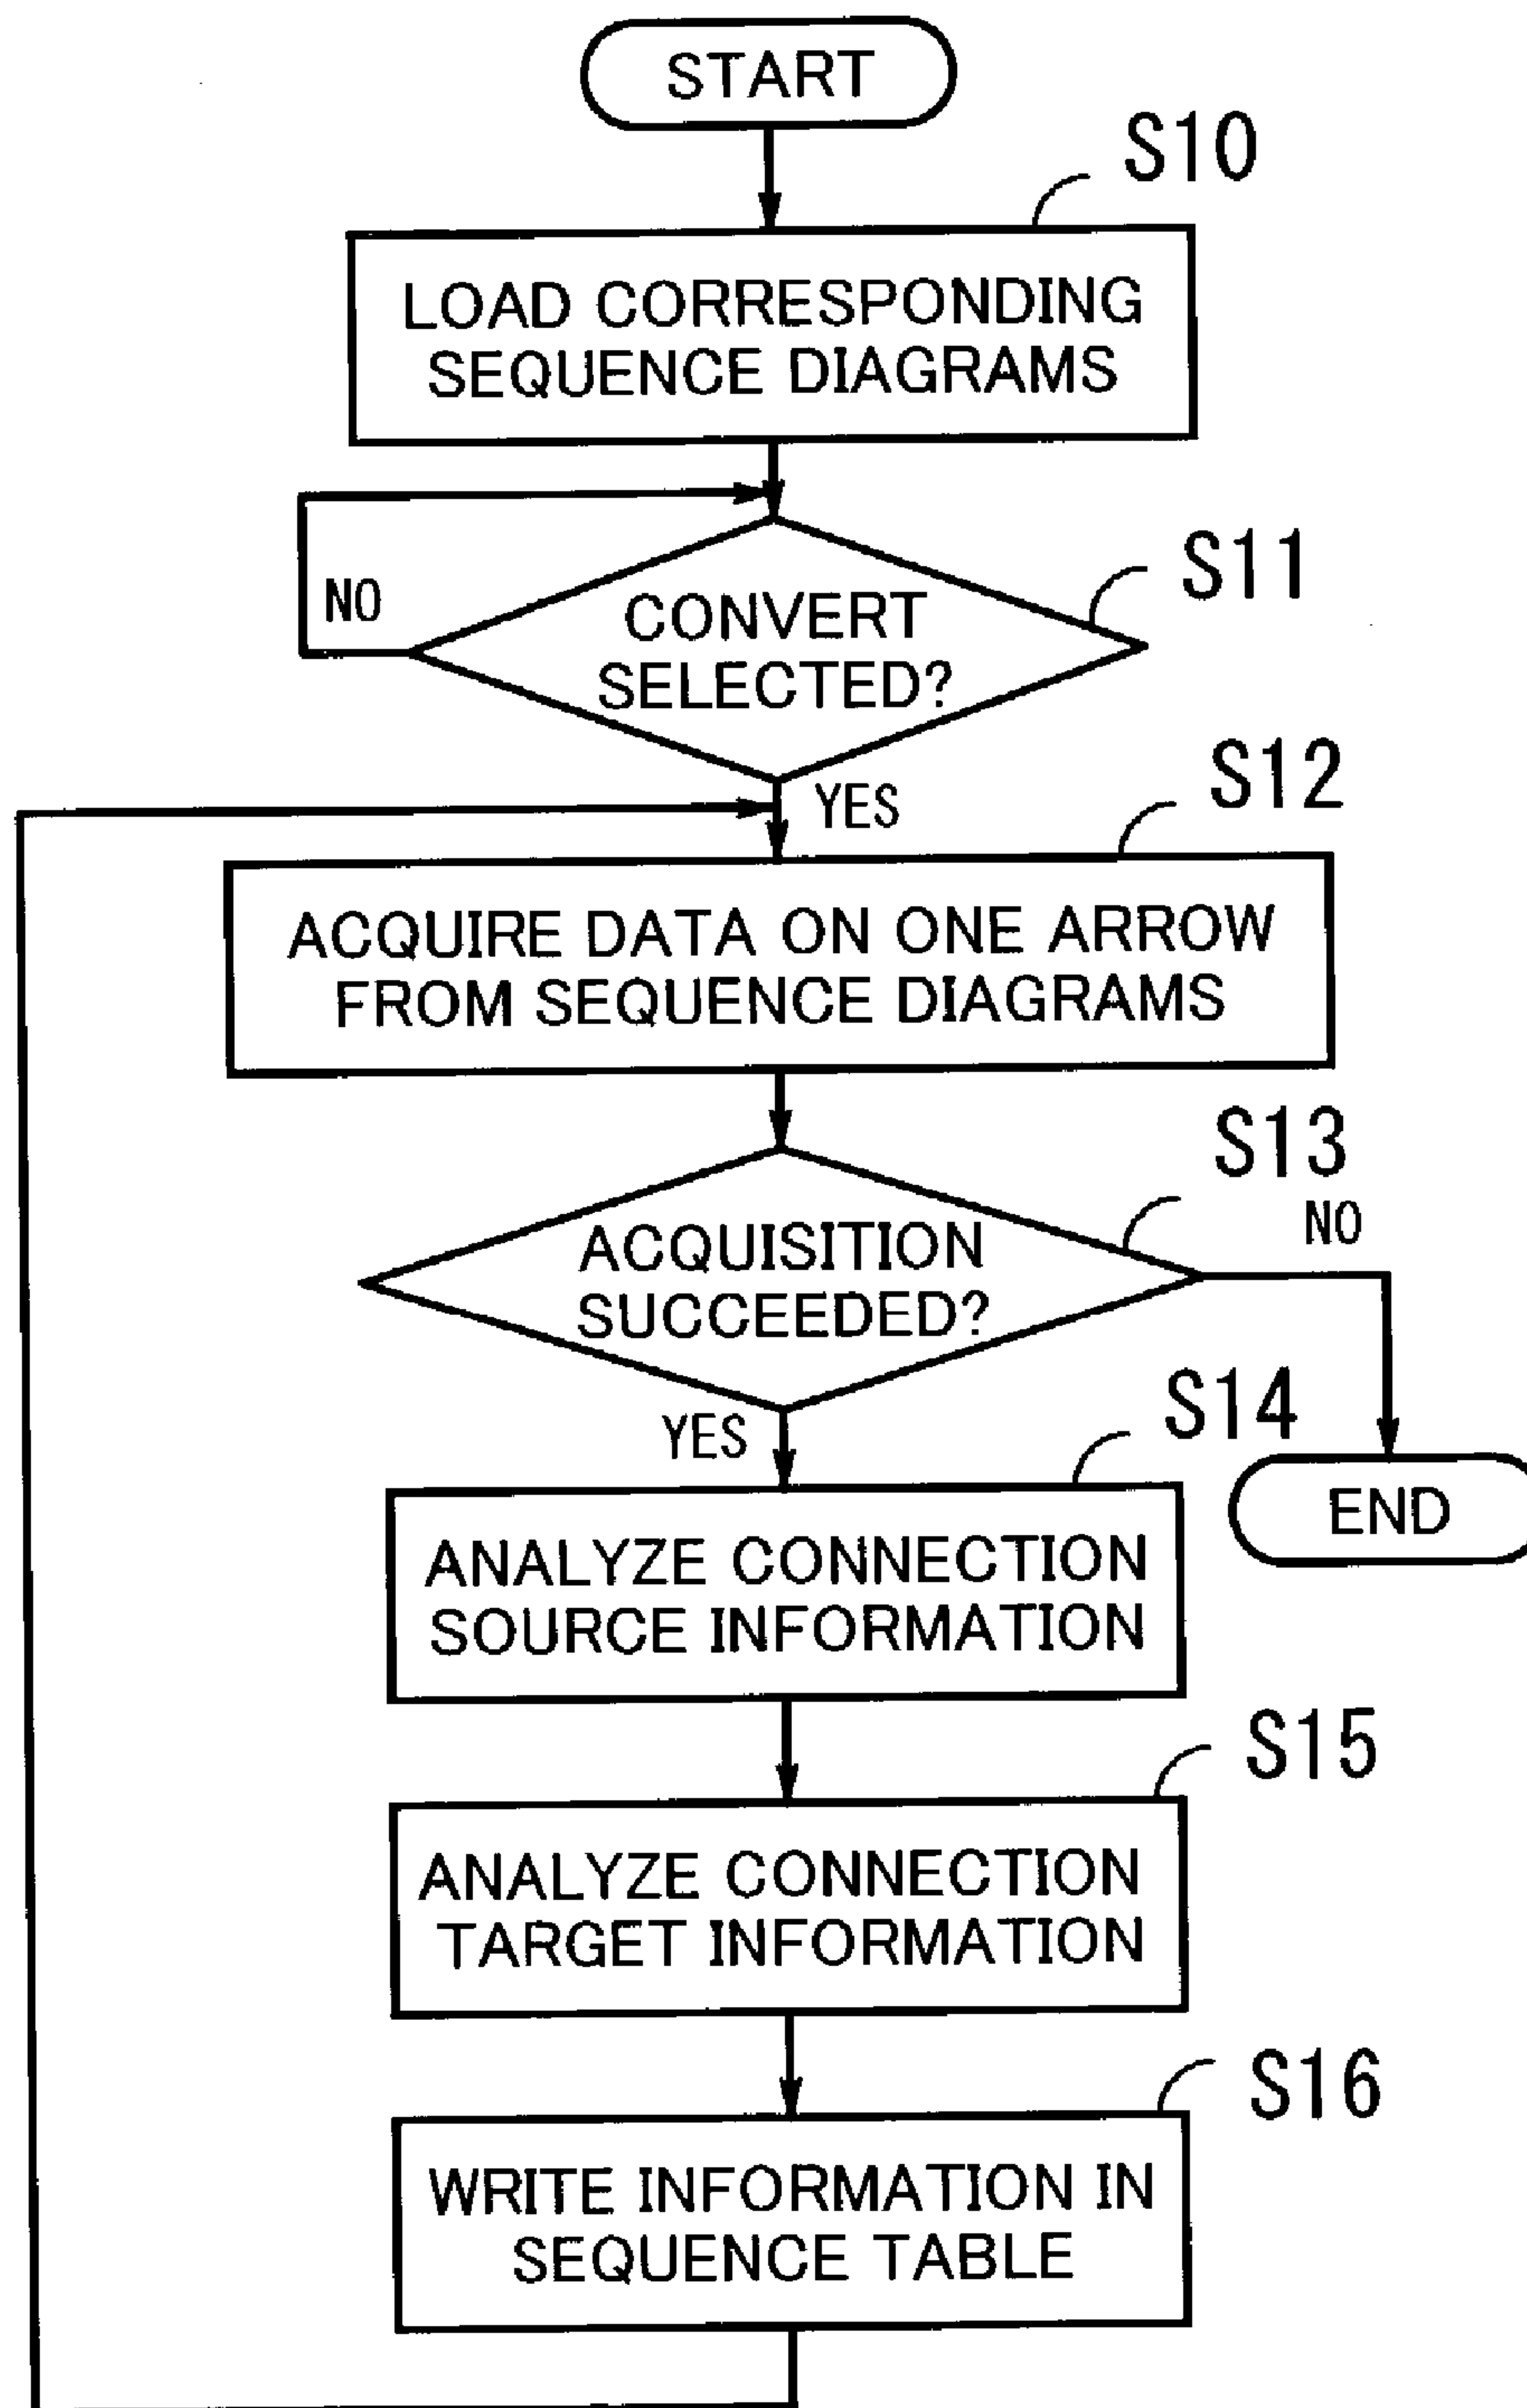 START
S10
LOAD CORRESPONDING
SEQUENCE DIAGRAMS
S11
NO
CONVERT
SELECTED?
S12
YES
ACQUIRE DATA ON ONE ARROW
FROM SEQUENCE DIAGRAMS
S13
NO
ACQUISITION
SUCCEEDED?
S14
YES
END
ANALYZE CONNECTION
SOURCE INFORMATION
S15
ANALYZE CONNECTION
TARGET INFORMATION
S16
WRITE INFORMATION IN
SEQUENCE TABLE